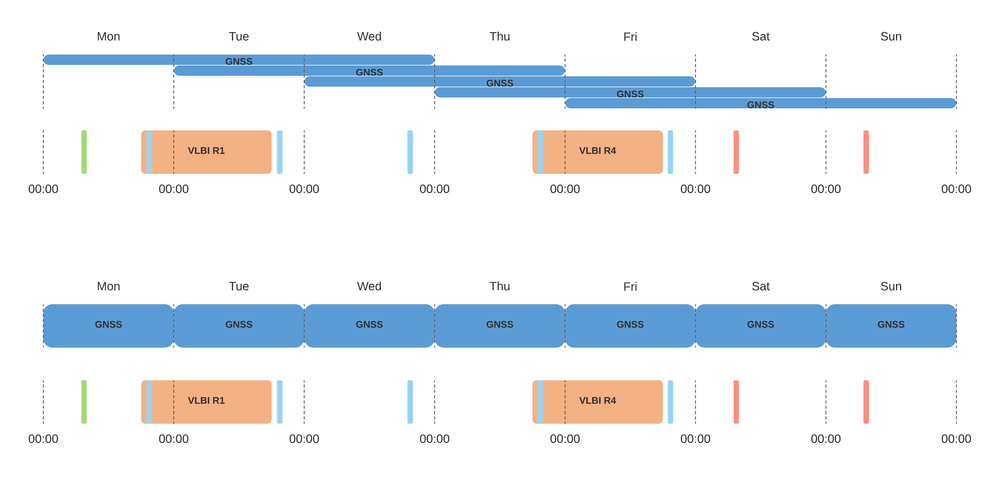 Mon Tue Wed Thu Fri Sat Sun
GNSS
GNSS
GNSS
GNSS
GNSS
VLBI R1 VLBI R4
00:00 00:00 00:00 00:00 00:00 00:00 00:00 00:00
Mon Tue Wed Thu Fri Sat Sun
GNSS GNSS GNSS GNSS GNSS GNSS GNSS
VLBI R1 VLBI R4
00:00 00:00 00:00 00:00 00:00 00:00 00:00 00:00